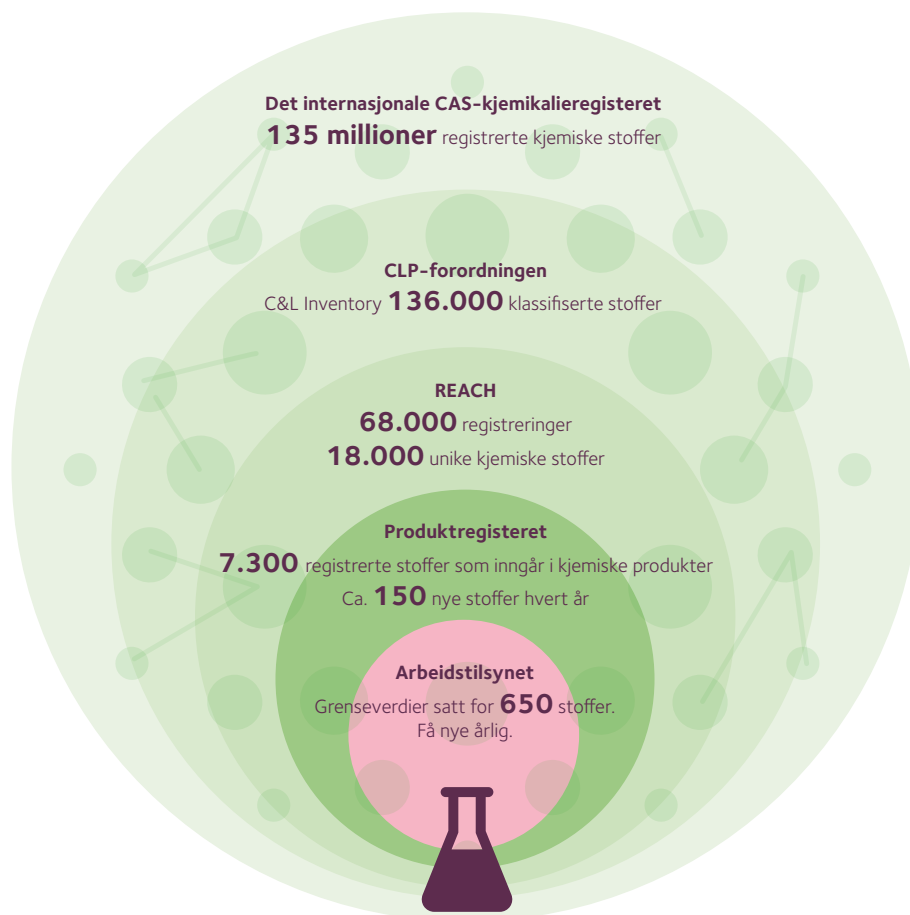 Det internasjonale CAS-kjemikalieregisteret
135 millioner registrerte kjemiske stoffer
CLP-forordningen
C&L Inventory 136.000 klassifiserte stoffer
REACH
68.000 registreringer
18.000 unike kjemiske stoffer
Produktregisteret
7.300 registrerte stoffer som inngår i kjemiske produkter
Ca. 150 nye stoffer hvert år
Arbeidstilsynet
Grenseverdier satt for 650 stoffer.
Få nye årlig.